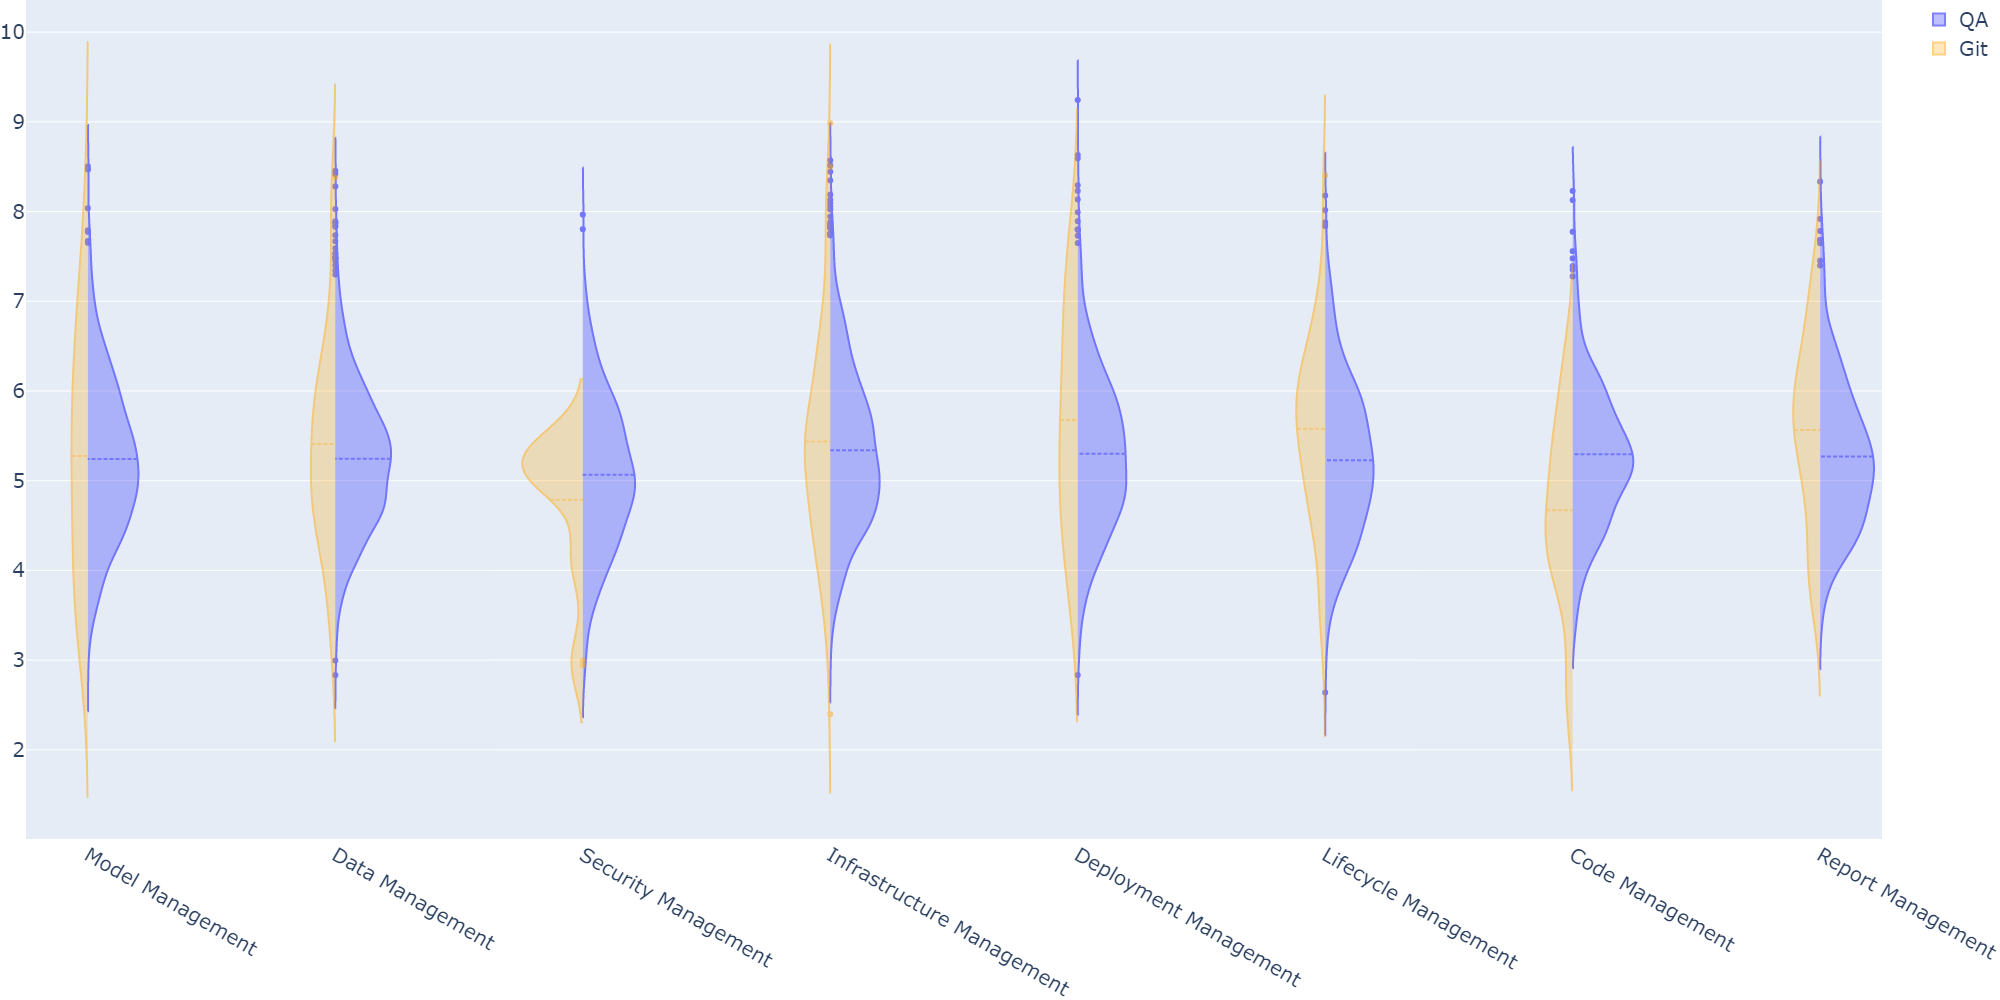 10
9
8
7
6
5
4
3
2
Model Management
Data Management
Security Management
Infrastructure Management
Deployment Management
Lifecycle Management
Code Management
Report Management
QA
Git